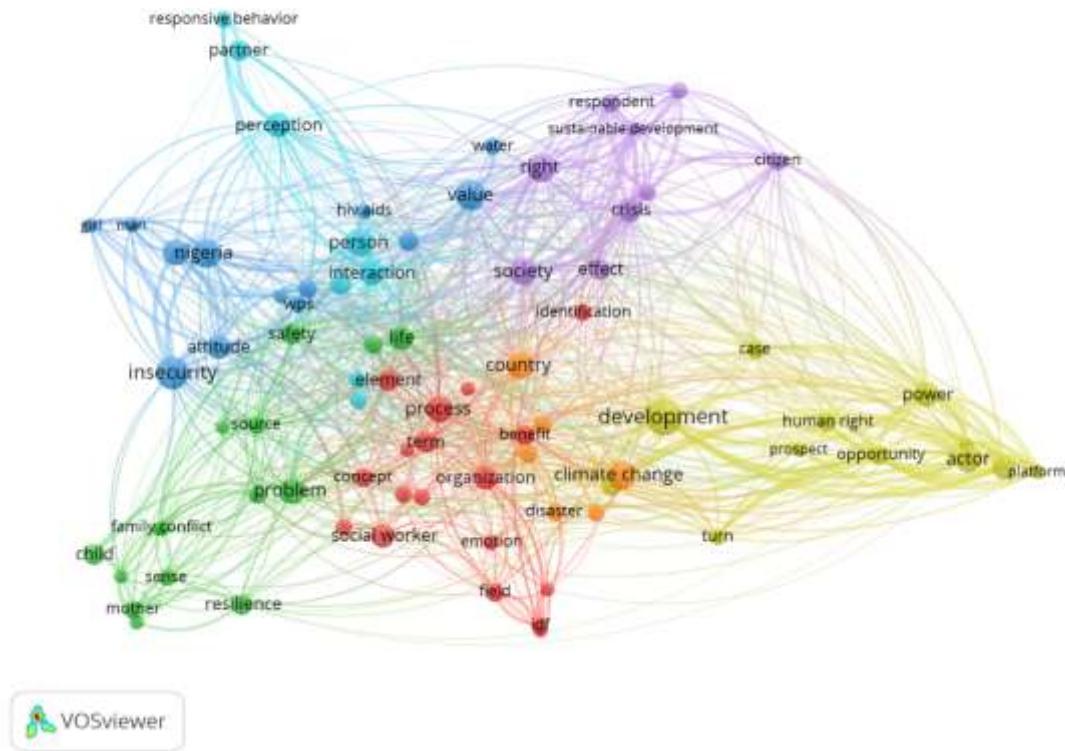 responsive behavior
partner
perception
respondent
sustainable development
water
citizen
right
value
hiv.aids
crisis
girl
man
person
nigeria
interaction
society
effect
wps
identification
safety
life
attitude
case
insecurity
country
element
process
power
development
source
benefit
human right
term
prospect
opportunity
actor
platform
concept
organization
climate change
problem
disaster
family conflict
social worker
emotion
turn
child
sense
field
mother
resilience
idf
VOSviewer